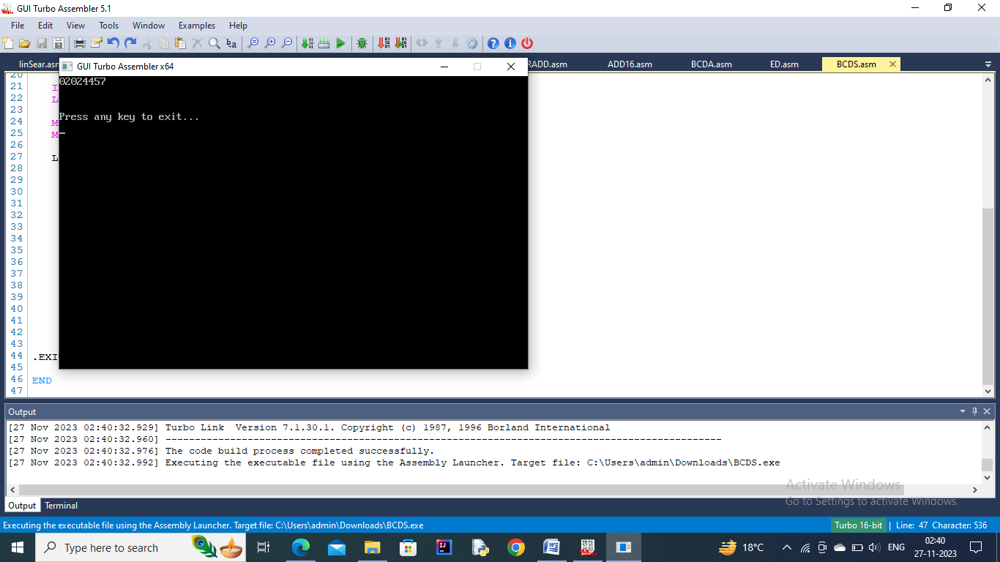 GUI Turbo Assembler 5.1
File Edit View Tools Window Examples Help
linSear.asm
RADD.asm ADD16.asm BCDA.asm ED.asm BCDS.asm
GUI Turbo Assembler x64
02024457
Press any key to exit...
20
21 I
22 L
23
24 M
25 M
26
27 L
28
29
30
31
32
33
34
35
36
37
38
39
40
41
42
43
44 .EXI
45
46 END
47
Output
[27 Nov 2023 02:40:32.929] Turbo Link Version 7.1.30.1. Copyright (c) 1987, 1996 Borland International
[27 Nov 2023 02:40:32.960] -----------------------------------------------------------------------------------------------
[27 Nov 2023 02:40:32.976] The code build process completed successfully.
[27 Nov 2023 02:40:32.992] Executing the executable file using the Assembly Launcher. Target file: C:\Users\admin\Downloads\BCDS.exe
Activate Windows
Go to Settings to activate Windows.
Output Terminal
Executing the executable file using the Assembly Launcher. Target file: C:\Users\admin\Downloads\BCDS.exe
Turbo 16-bit | Line: 47 Character: 536
Type here to search
18°C
ENG
02:40
27-11-2023